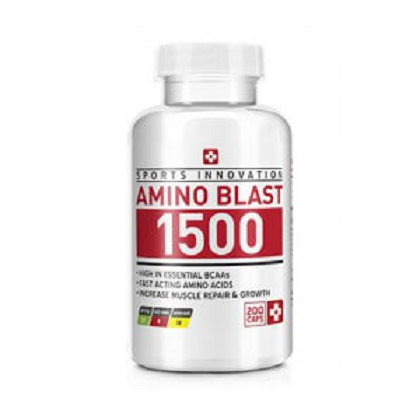 SPORTS INNOVATION
AMINO BLAST
1500
• HIGH IN ESSENTIAL BCAAs
• FAST ACTING AMINO ACIDS
• INCREASE MUSCLE REPAIR & GROWTH
200
CAPS